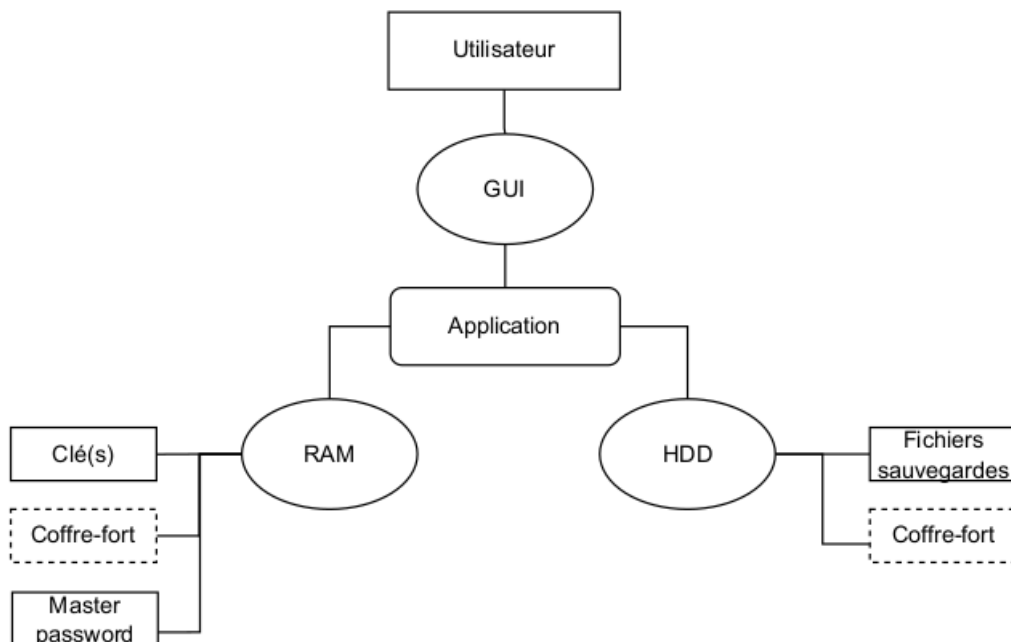 Utilisateur
GUI
Application
RAM
HDD
Clé(s)
Coffre-fort
Master
password
Fichiers
sauvegardes
Coffre-fort